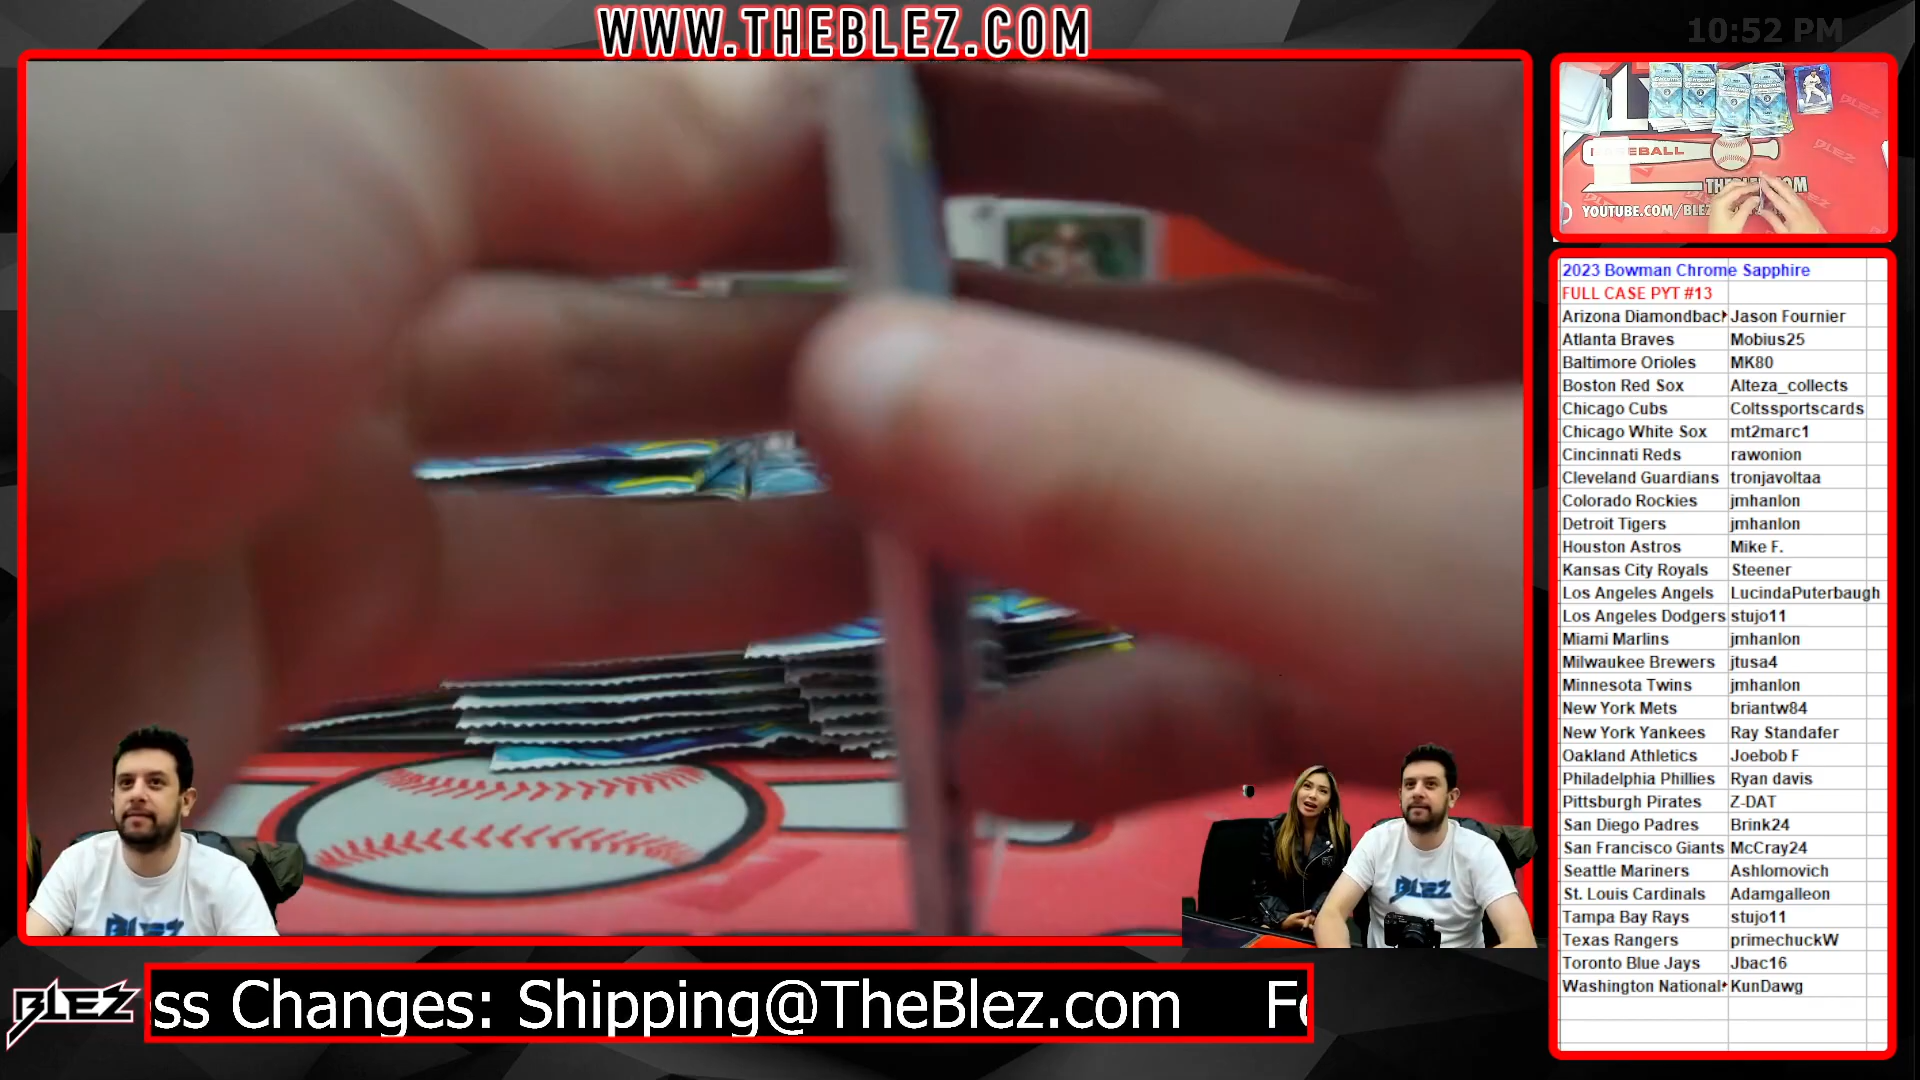 WWW.THEBLEZ.COM
10:52 PM
BASEBALL
YOUTUBE.COM/BLEZ
2023 Bowman Chrome Sapphire
FULL CASE PYT #13
Arizona Diamondbac Jason Fournier
Atlanta Braves Mobius25
Baltimore Orioles MK80
Boston Red Sox Alteza_collects
Chicago Cubs Coltssportscards
Chicago White Sox mt2marc1
Cincinnati Reds rawonion
Cleveland Guardians tronjavoltaa
Colorado Rockies jmhanlon
Detroit Tigers jmhanlon
Houston Astros Mike F.
Kansas City Royals Steener
Los Angeles Angels LucindaPuterbaugh
Los Angeles Dodgers stujo11
Miami Marlins jmhanlon
Milwaukee Brewers jtusa4
Minnesota Twins jmhanlon
New York Mets briantw84
New York Yankees Ray Standafer
Oakland Athletics Joebob F
Philadelphia Phillies Ryan davis
Pittsburgh Pirates Z-DAT
San Diego Padres Brink24
San Francisco Giants McCray24
Seattle Mariners Ashlomovich
St. Louis Cardinals Adamgalleon
Tampa Bay Rays stujo11
Texas Rangers primechuckW
Toronto Blue Jays Jbac16
Washington National KunDawg
BLEZ
BLEZ
BLEZ
ss Changes: Shipping@TheBlez.com Fo